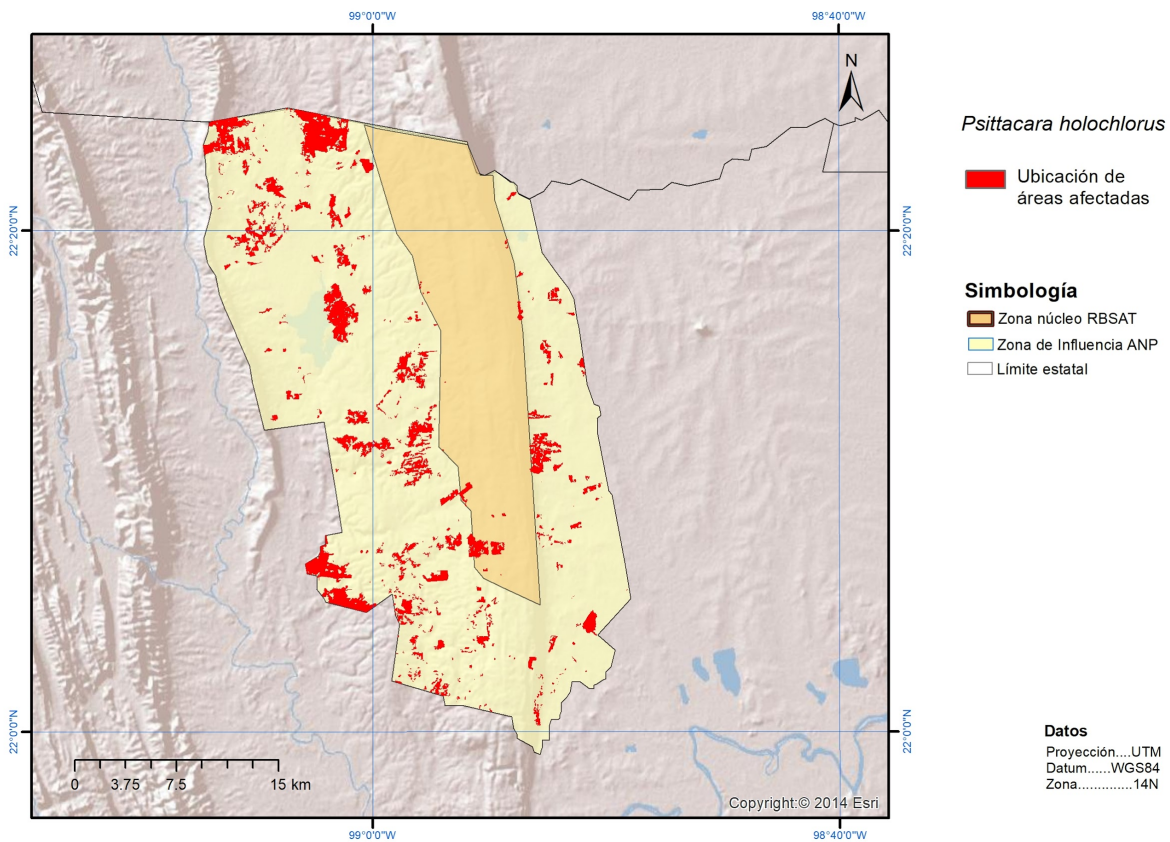 99°0'0"W
98°40'0"W
N
22°20'0"N
22°20'0"N
22°0'0"N
22°0'0"N
0 3.75 7.5 15 km
Copyright:© 2014 Esri
99°0'0"W
98°40'0"W
Psittacara holochlorus
Ubicación de
áreas afectadas
Simbología
Zona núcleo RBSAT
Zona de Influencia ANP
Límite estatal
Datos
Proyección....UTM
Datum......WGS84
Zona.............14N